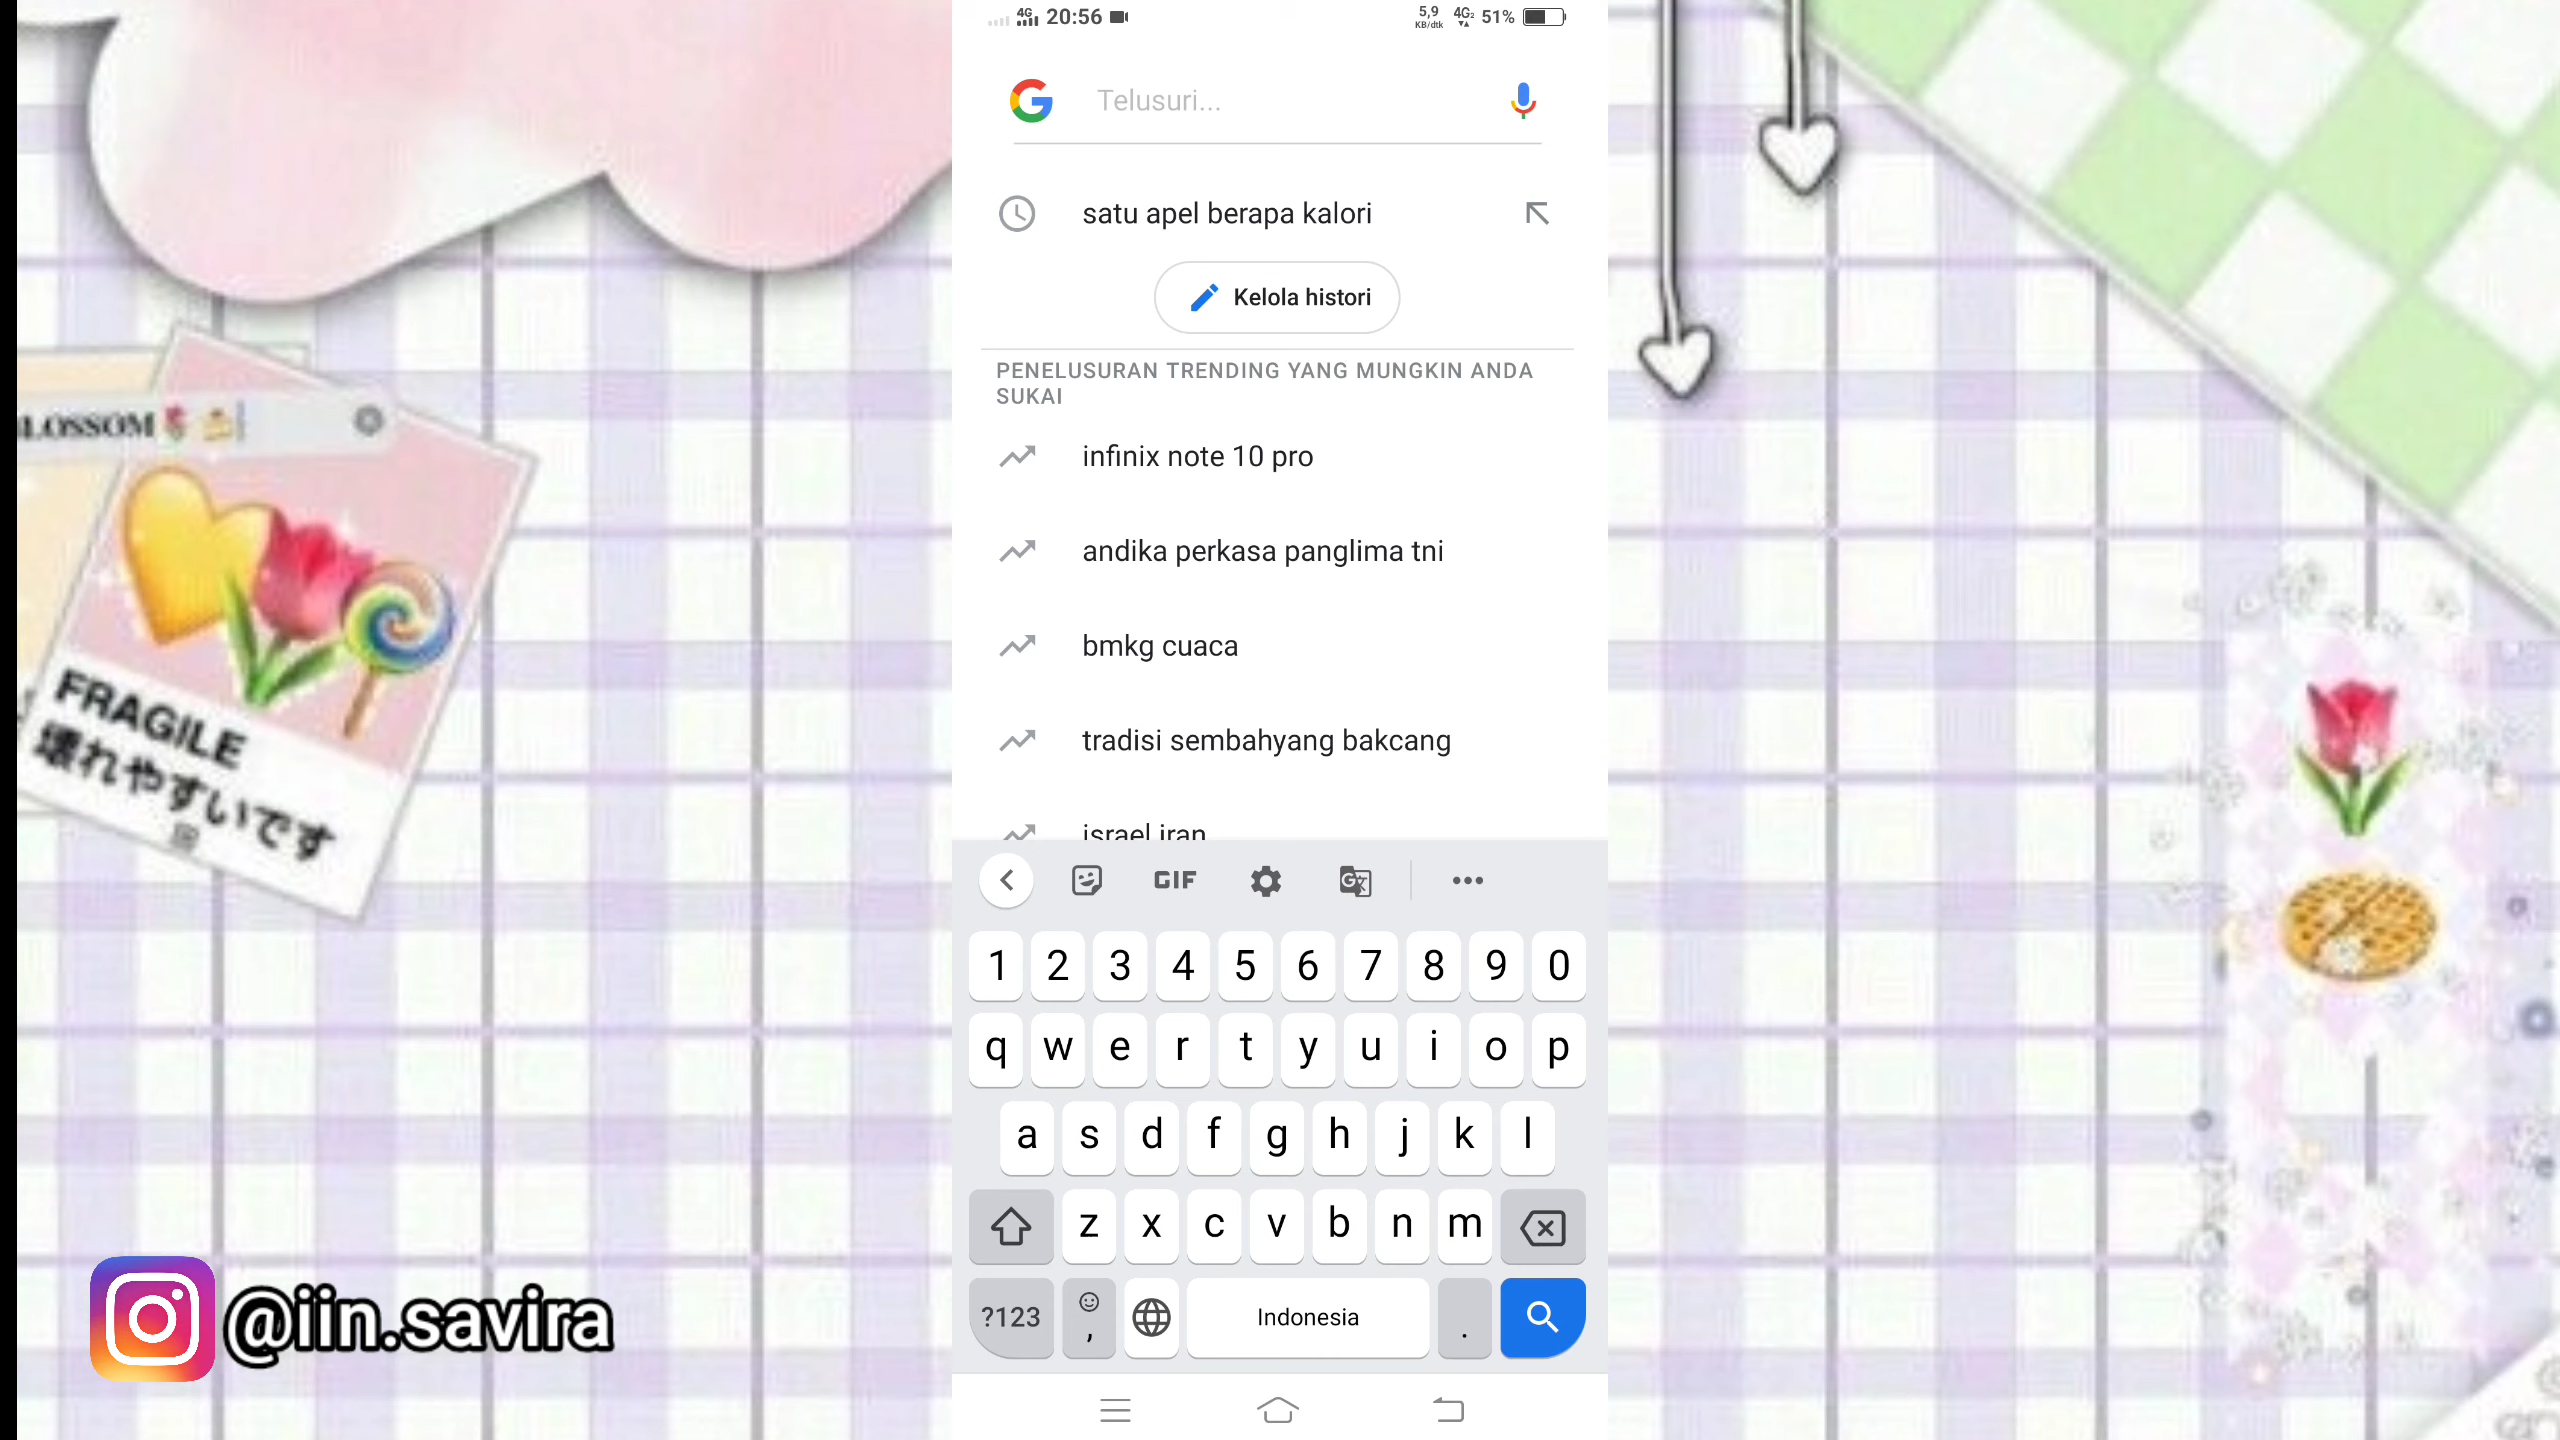 4G 20:56
5,9 KB/dtk 4G2 51%
Telusuri...
satu apel berapa kalori
Kelola histori
PENELUSURAN TRENDING YANG MUNGKIN ANDA
SUKAI
infinix note 10 pro
andika perkasa panglima tni
bmkg cuaca
tradisi sembahyang bakcang
israel iran
GIF
1 2 3 4 5 6 7 8 9 0
q w e r t y u i o p
a s d f g h j k l
z x c v b n m
?123 , Indonesia .
LOSSOM
FRAGILE
壊れやすいです
@iin.savira